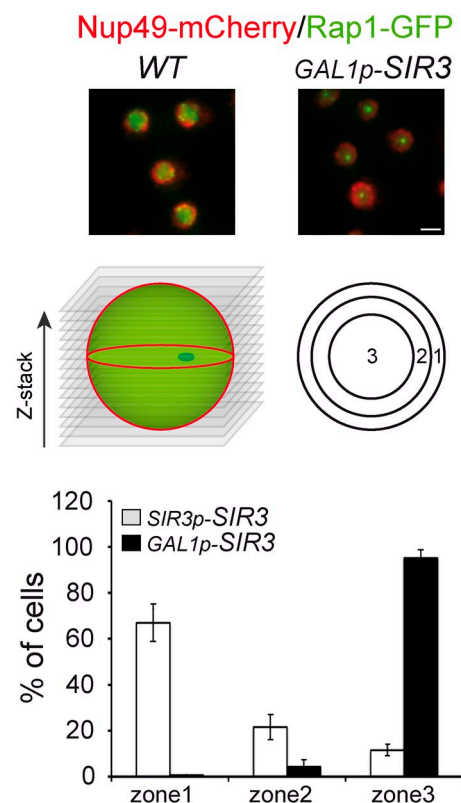 Nup49-mCherry/Rap1-GFP
WT
GAL1p-SIR3
Z-stack
3 2 1
120
100
80
60
40
20
0
% of cells
SIR3p-SIR3
GAL1p-SIR3
zone1 zone2 zone3